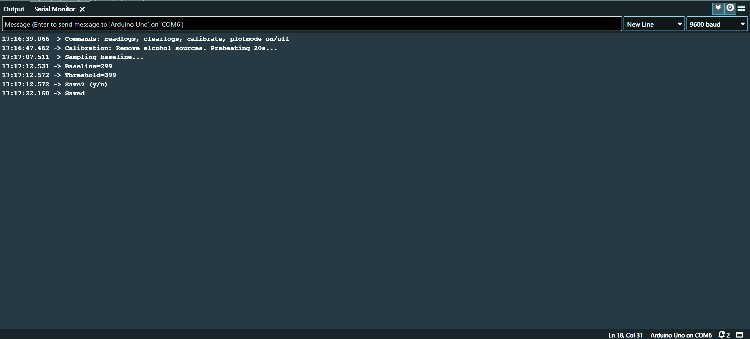 Output Serial Monitor
Message (Enter to send message to 'Arduino Uno' on 'COM6') New Line 9600 baud
17:16:39.066 -> Commands: readlogs, clearlogs, calibrate, plotmode on/off
17:16:47.462 -> Calibration: Remove alcohol sources. Preheating 20s...
17:17:07.511 -> Sampling baseline...
17:17:12.531 -> Baseline=299
17:17:12.572 -> Threshold=399
17:17:12.572 -> Save? (y/n)
17:17:22.160 -> Saved
Ln 18, Col 31 Arduino Uno on COM6 2